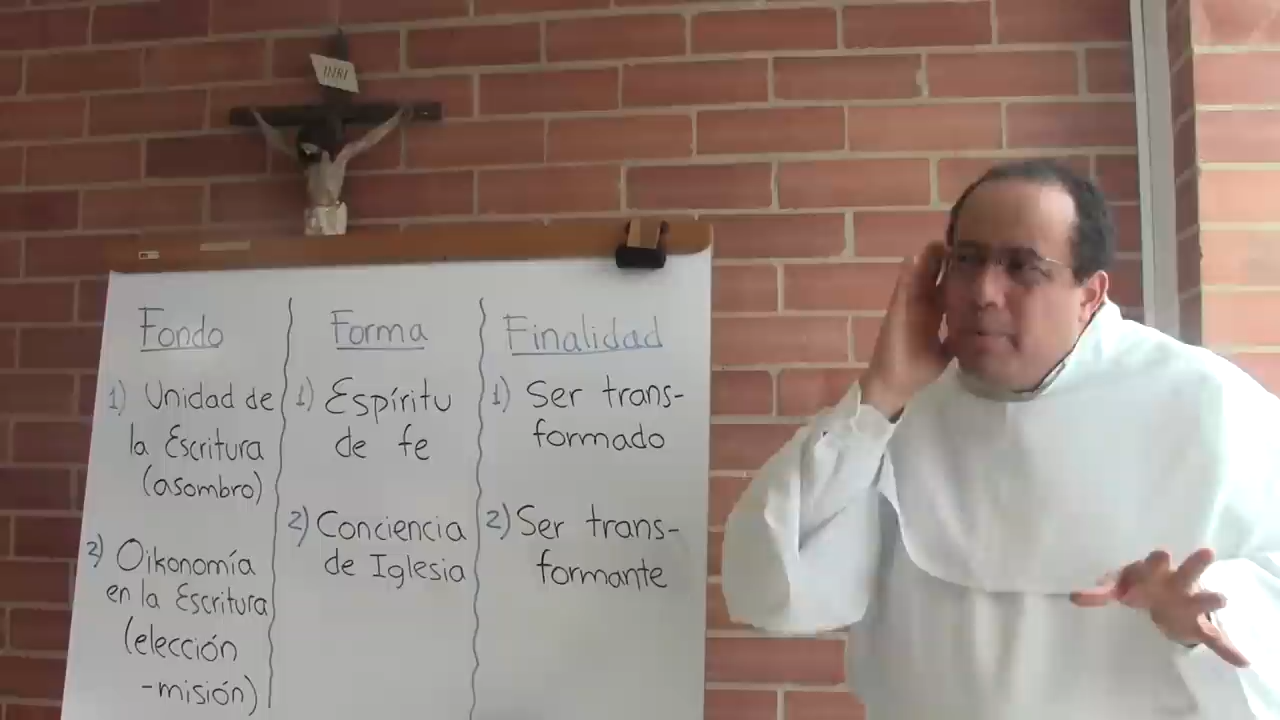 INRI
Fondo
1) Unidad de
la Escritura
(asombro)
2) Oikonomía
en la Escritura
(elección
-misión)
Forma
1) Espíritu
de fe
2) Conciencia
de Iglesia
Finalidad
1) Ser trans-
formado
2) Ser trans-
formante